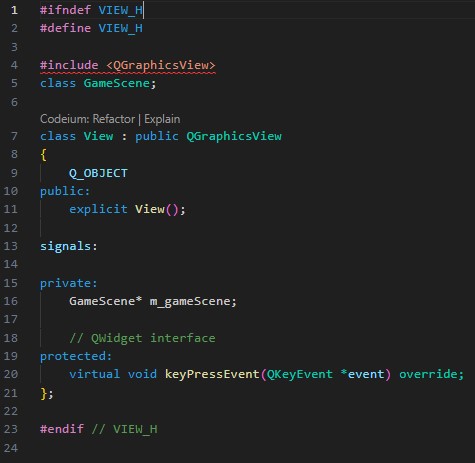 1 #ifndef VIEW_H
2 #define VIEW_H
3
4 #include <QGraphicsView>
5 class GameScene;
6
Codeium: Refactor | Explain
7 class View : public QGraphicsView
8 {
9     Q_OBJECT
10 public:
11     explicit View();
12
13 signals:
14
15 private:
16     GameScene* m_gameScene;
17
18     // QWidget interface
19 protected:
20     virtual void keyPressEvent(QKeyEvent *event) override;
21 };
22
23 #endif // VIEW_H
24